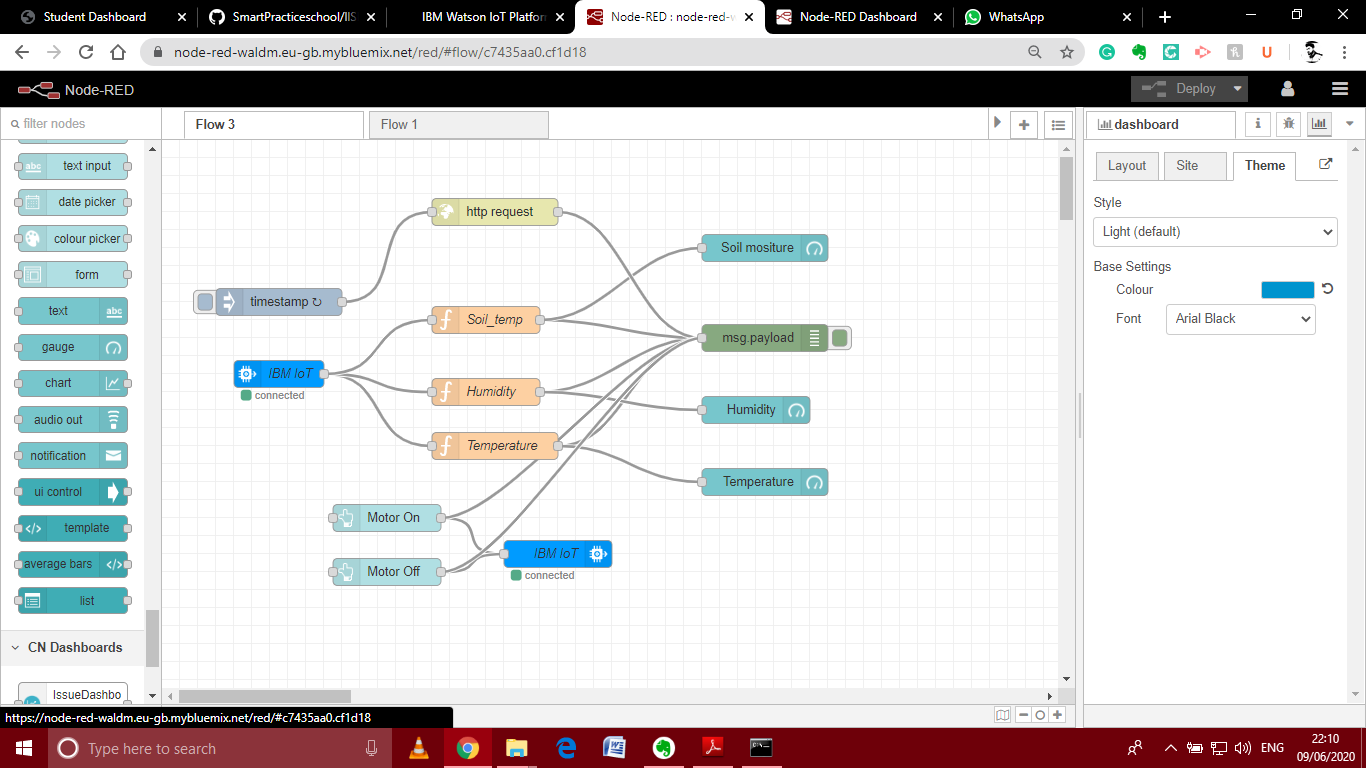 Student Dashboard
SmartPracticeschool/IIS
IBM Watson IoT Platfor
Node-RED : node-red-w
Node-RED Dashboard
WhatsApp
node-red-waldm.eu-gb.mybluemix.net/red/#flow/c7435aa0.cf1d18
Node-RED
Deploy
filter nodes
Flow 3
Flow 1
dashboard
text input
date picker
colour picker
form
text
abc
gauge
chart
audio out
notification
ui control
template
average bars
list
CN Dashboards
IssueDashbo
http request
timestamp ↻
Soil_temp
IBM IoT
connected
Humidity
Temperature
Motor On
Motor Off
IBM IoT
connected
Soil mositure
msg.payload
Humidity
Temperature
Layout
Site
Theme
Style
Light (default)
Base Settings
Colour
Font
Arial Black
https://node-red-waldm.eu-gb.mybluemix.net/red/#c7435aa0.cf1d18
Type here to search
ENG
22:10
09/06/2020